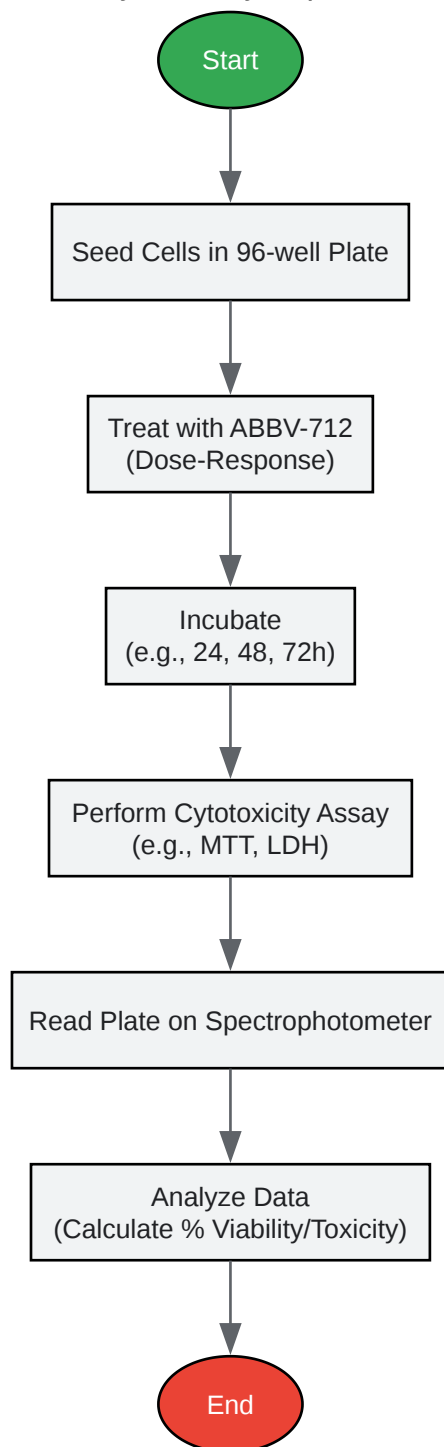 Start
Seed Cells in 96-well Plate
Treat with ABBV-712
(Dose-Response)
Incubate
(e.g., 24, 48, 72h)
Perform Cytotoxicity Assay
(e.g., MTT, LDH)
Read Plate on Spectrophotometer
Analyze Data
(Calculate % Viability/Toxicity)
End